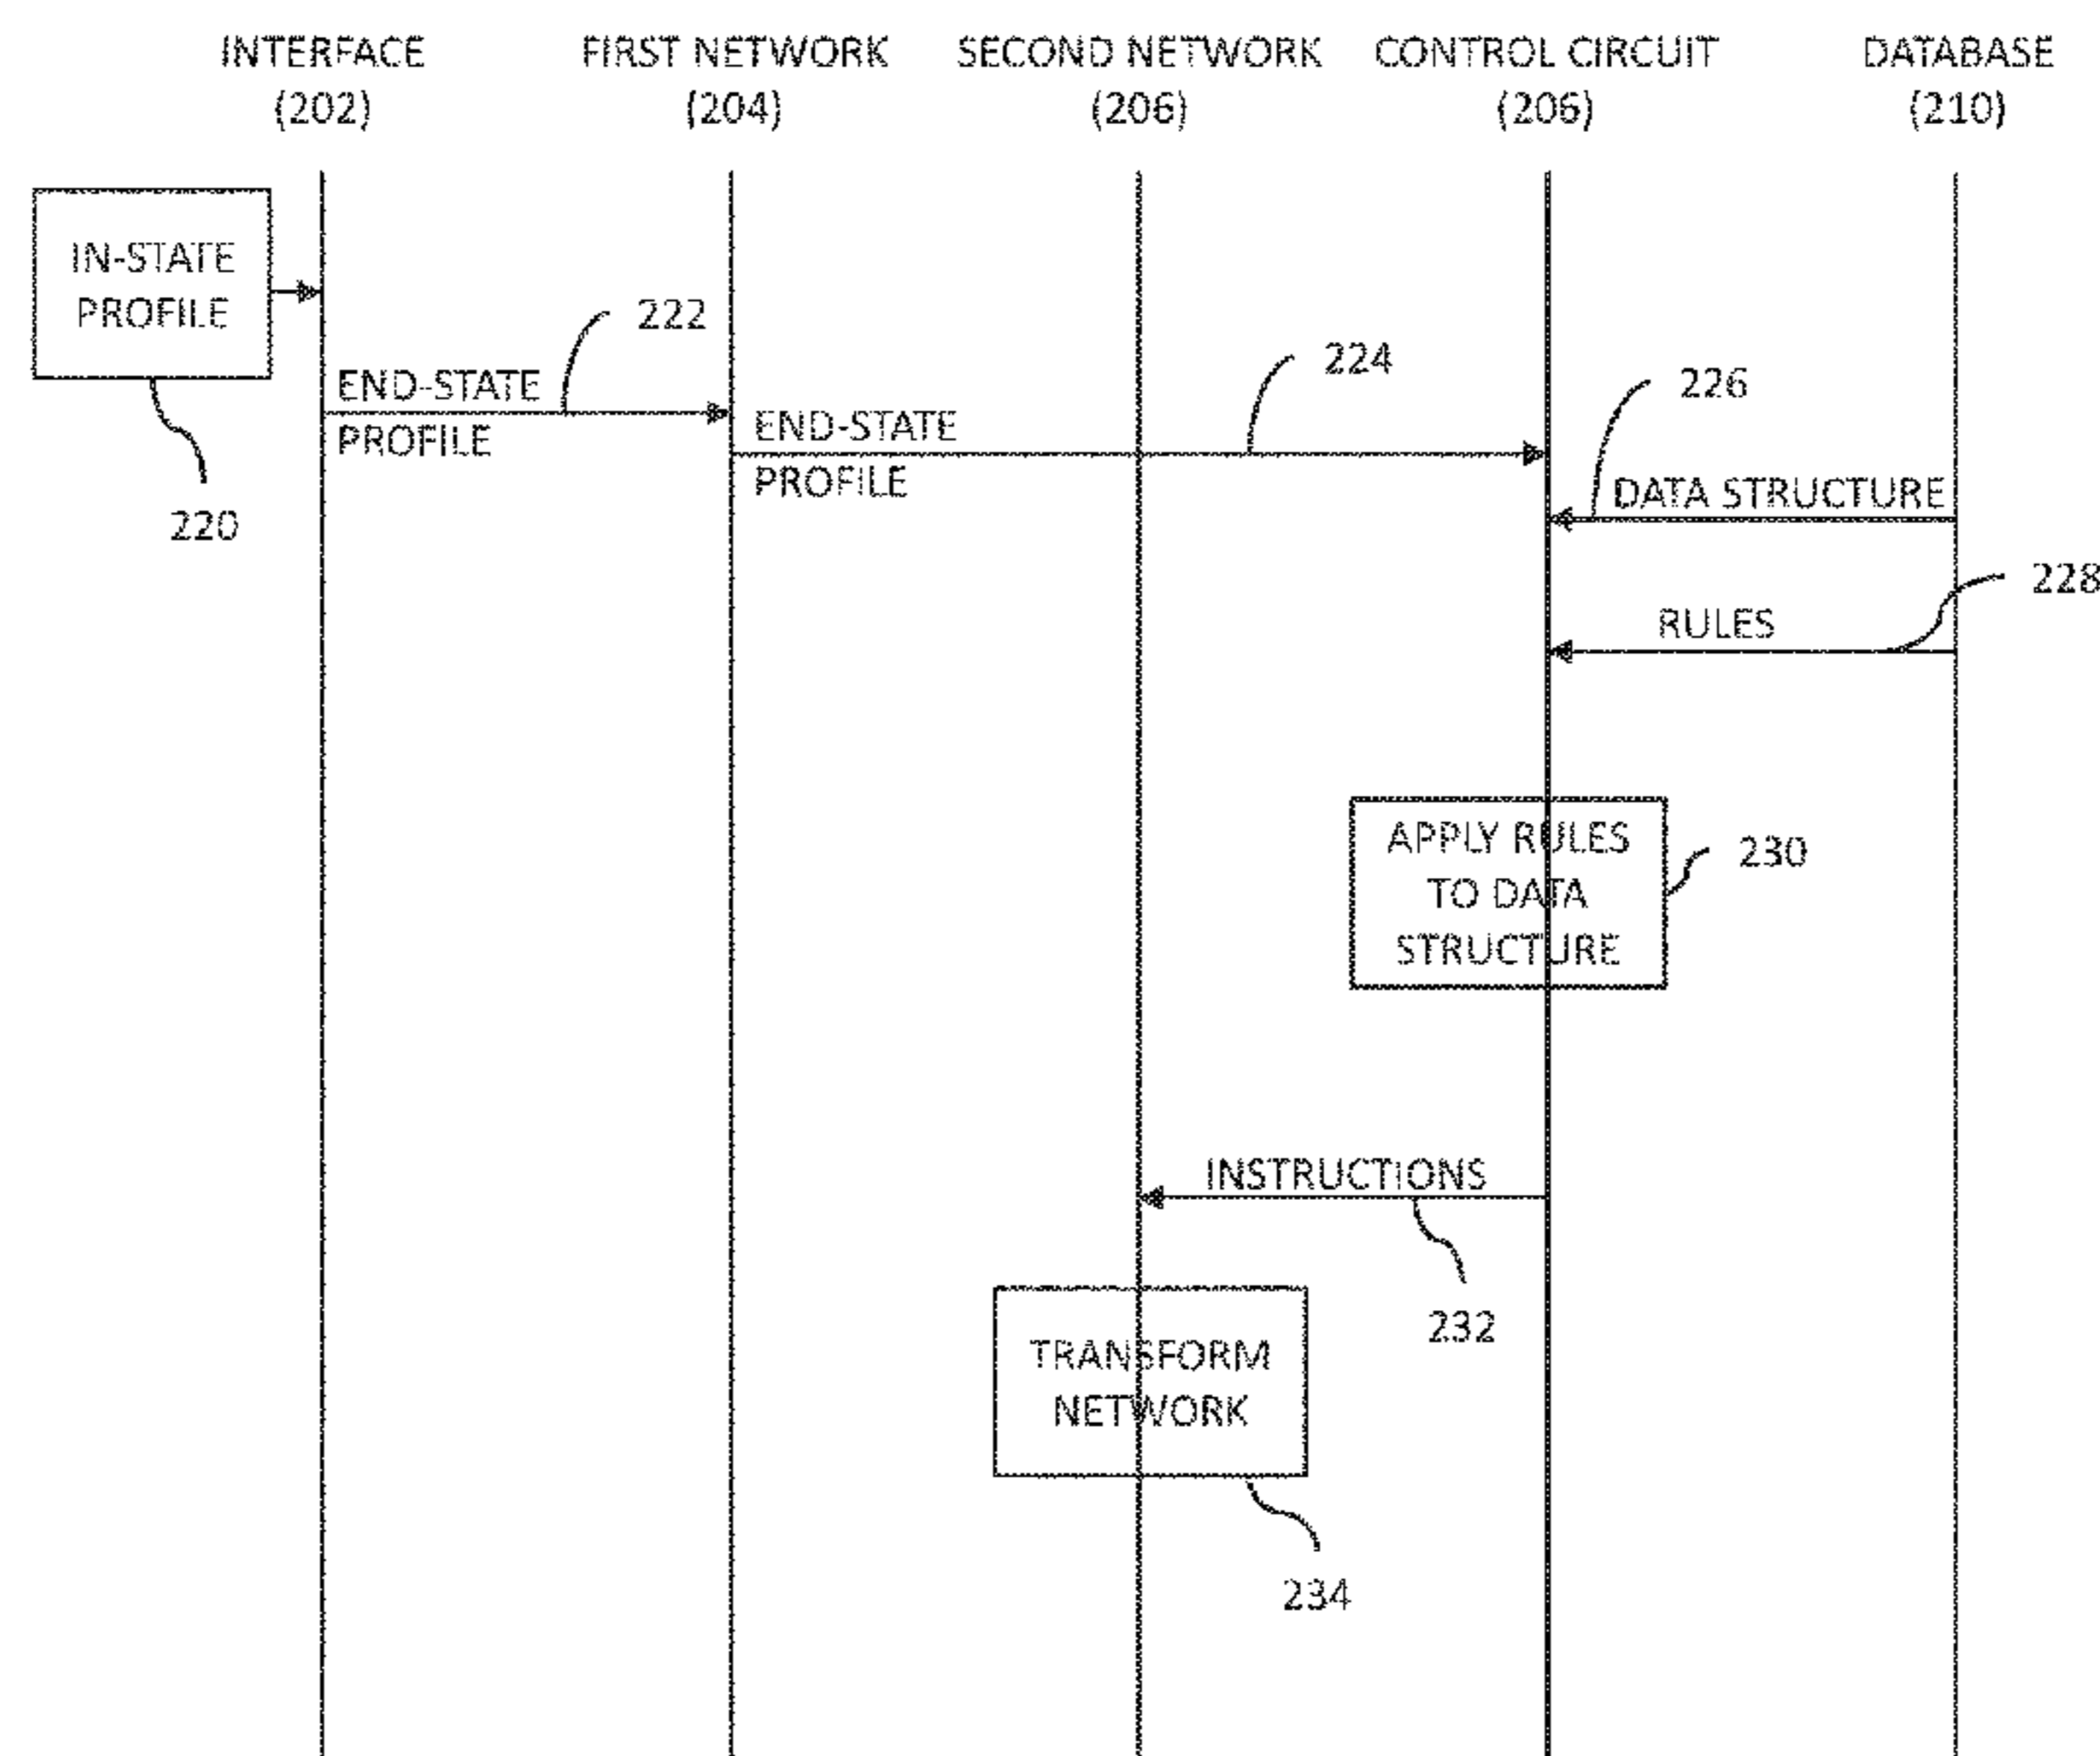 INTERFACE
(202)
FIRST NETWORK
(204)
SECOND NETWORK
(206)
CONTROL CIRCUIT
(206)
DATABASE
(210)
IN-STATE
PROFILE
220
END-STATE
PROFILE
222
END-STATE
PROFILE
224
226
DATA STRUCTURE
228
RULES
APPLY RULES
TO DATA
STRUCTURE
230
INSTRUCTIONS
232
TRANSFORM
NETWORK
234